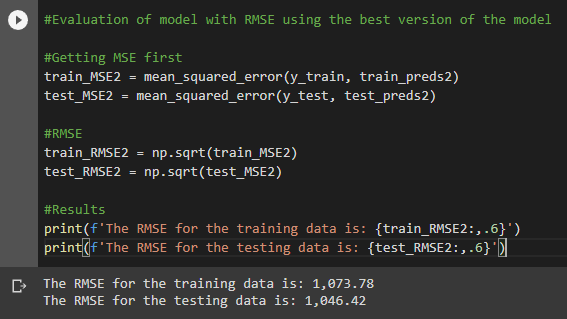 #Evaluation of model with RMSE using the best version of the model
#Getting MSE first
train_MSE2 = mean_squared_error(y_train, train_preds2)
test_MSE2 = mean_squared_error(y_test, test_preds2)
#RMSE
train_RMSE2 = np.sqrt(train_MSE2)
test_RMSE2 = np.sqrt(test_MSE2)
#Results
print(f'The RMSE for the training data is: {train_RMSE2:,.6}')
print(f'The RMSE for the testing data is: {test_RMSE2:,.6}')
The RMSE for the training data is: 1,073.78
The RMSE for the testing data is: 1,046.42